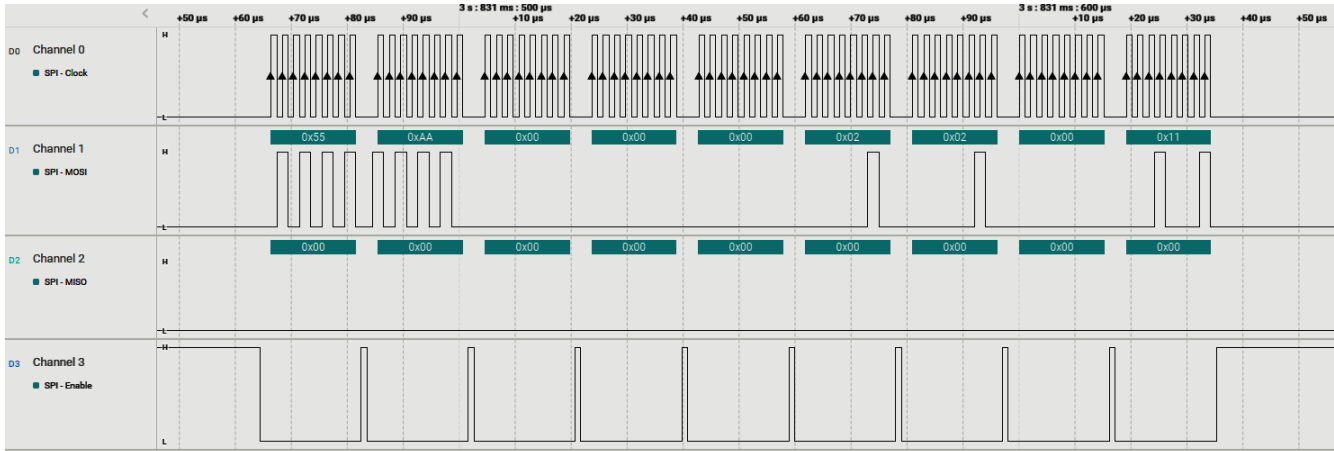 3 s : 831 ms : 500 µs 3 s : 831 ms : 600 µs
< +50 µs +60 µs +70 µs +80 µs +90 µs +10 µs +20 µs +30 µs +40 µs +50 µs +60 µs +70 µs +80 µs +90 µs +10 µs +20 µs +30 µs +40 µs +50 µs
H
D0 Channel 0
SPI - Clock
L
0x55 0xAA 0x00 0x00 0x00 0x02 0x02 0x00 0x11
D1 Channel 1 H
SPI - MOSI
L
0x00 0x00 0x00 0x00 0x00 0x00 0x00 0x00 0x00
D2 Channel 2 H
SPI - MISO
L
H
D3 Channel 3
SPI - Enable
L